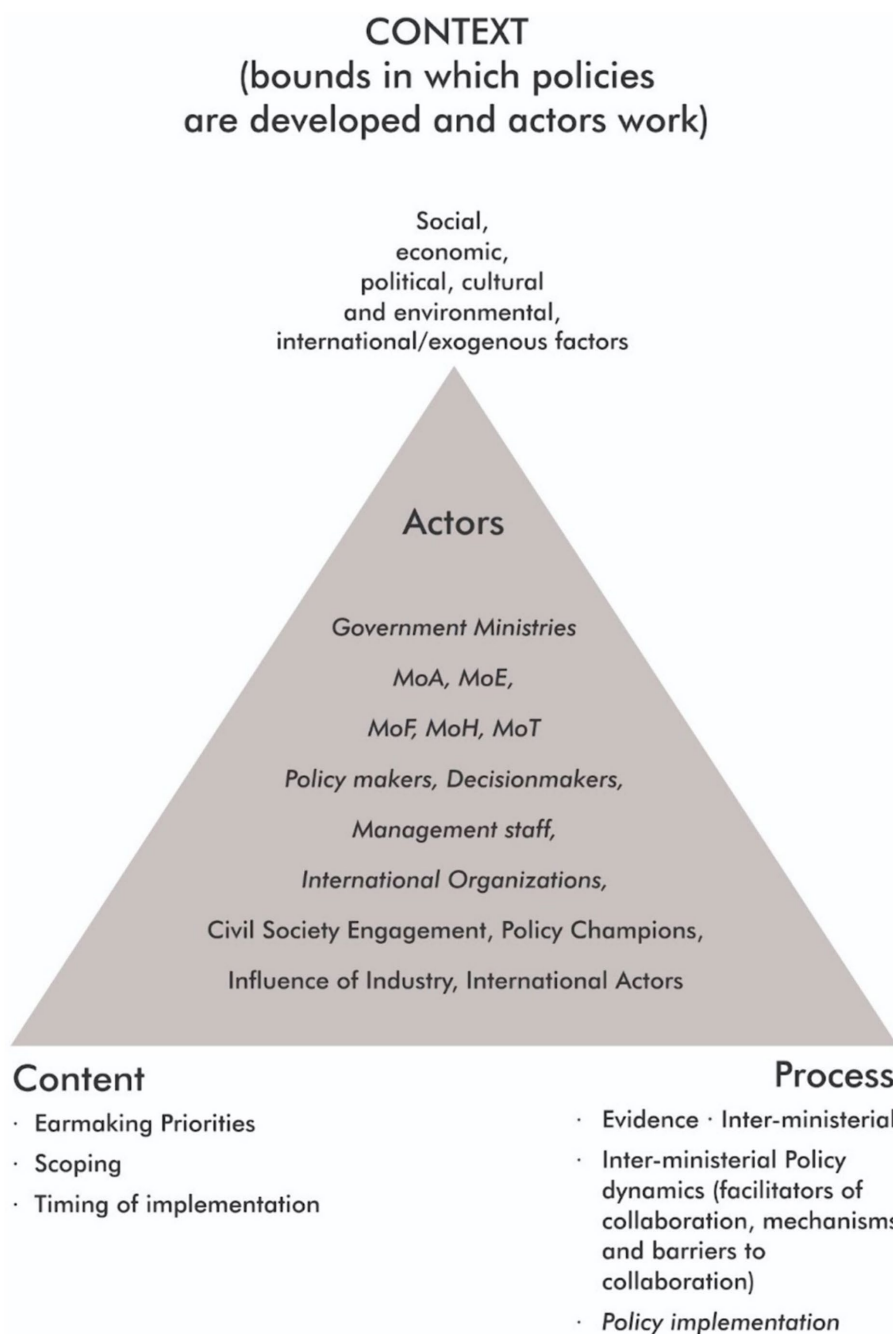 CONTEXT
(bounds in which policies
are developed and actors work)
Social,
economic,
political, cultural
and environmental,
international/exogenous factors
Actors
Government Ministries
MoA, MoE,
MoF, MoH, MoT
Policy makers, Decisionmakers,
Management staff,
International Organizations,
Civil Society Engagement, Policy Champions,
Influence of Industry, International Actors
Content
· Earmaking Priorities
· Scoping
· Timing of implementation
Process
· Evidence · Inter-ministerial
· Inter-ministerial Policy
dynamics (facilitators of
collaboration, mechanisms
and barriers to
collaboration)
· Policy implementation